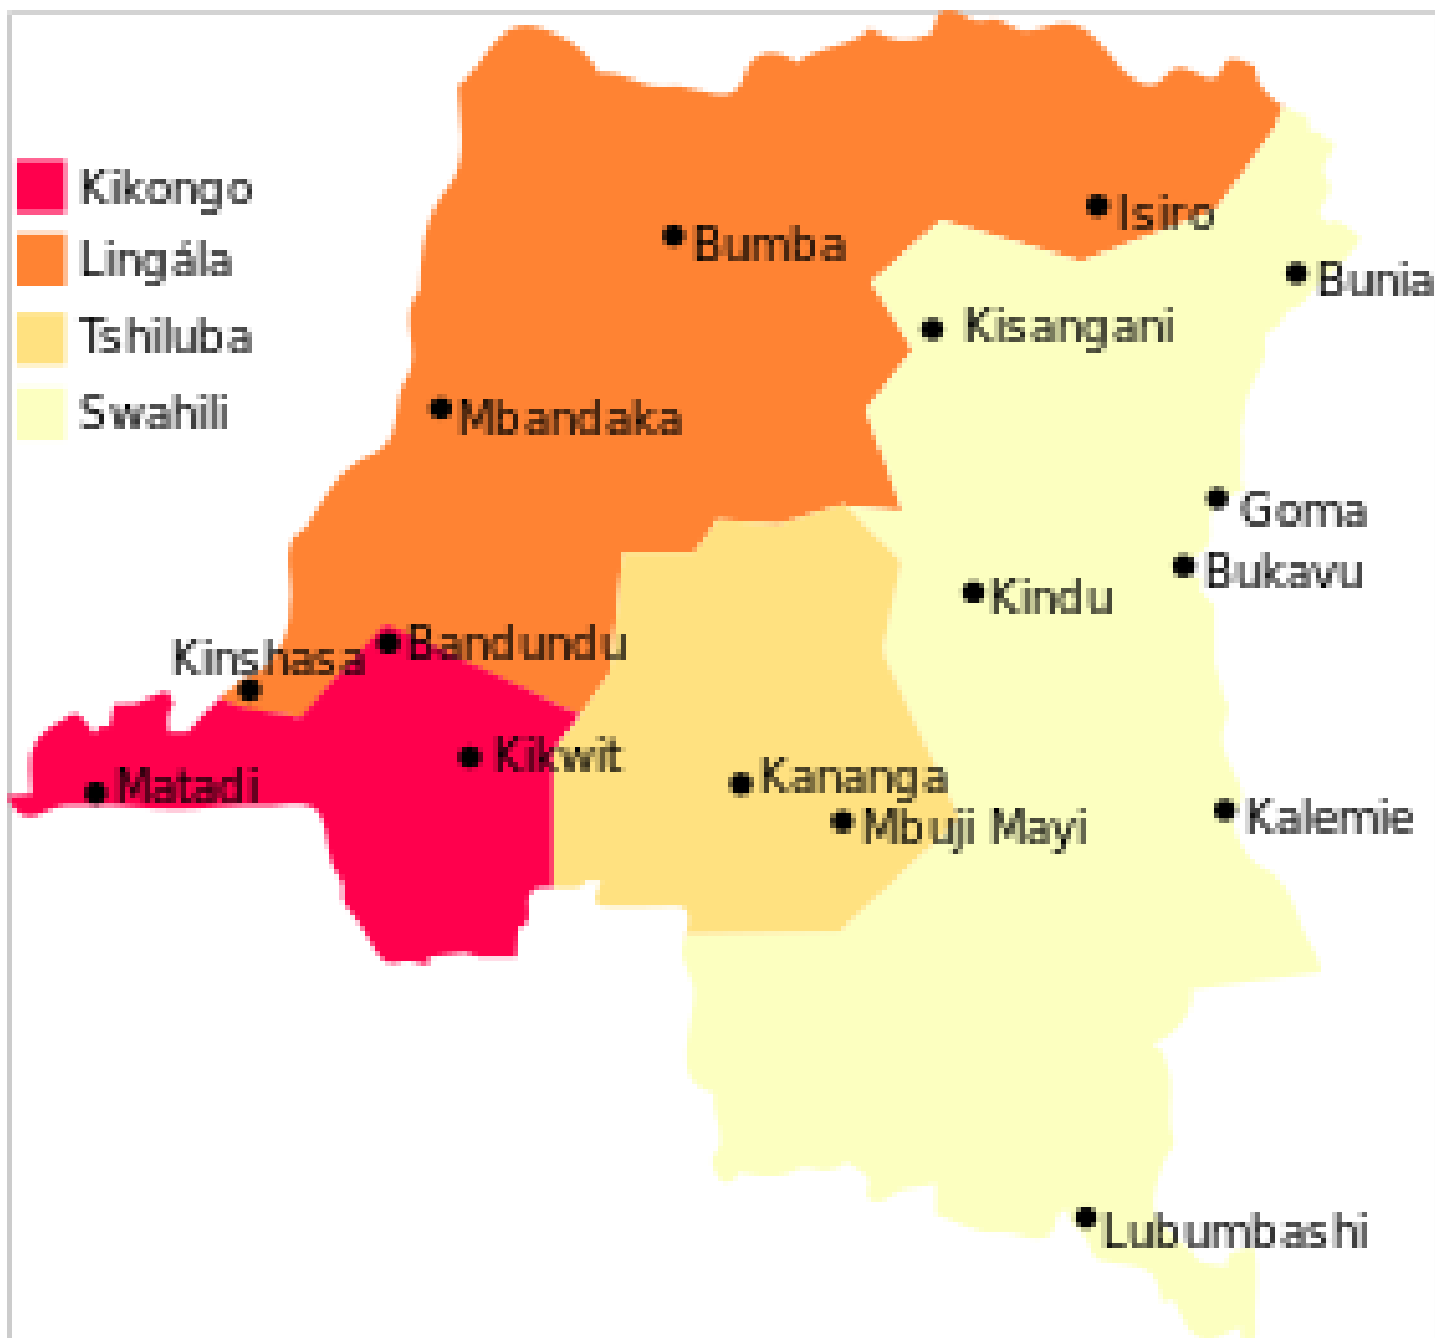 Kikongo
Lingála
Tshiluba
Swahili
Isiro
Bumba
Bunia
Kisangani
Mbandaka
Goma
Bukavu
Kindu
Bandundu
Kinshasa
Kikwit
Matadi
Kananga
Mbuji Mayi
Kalemie
Lubumbashi